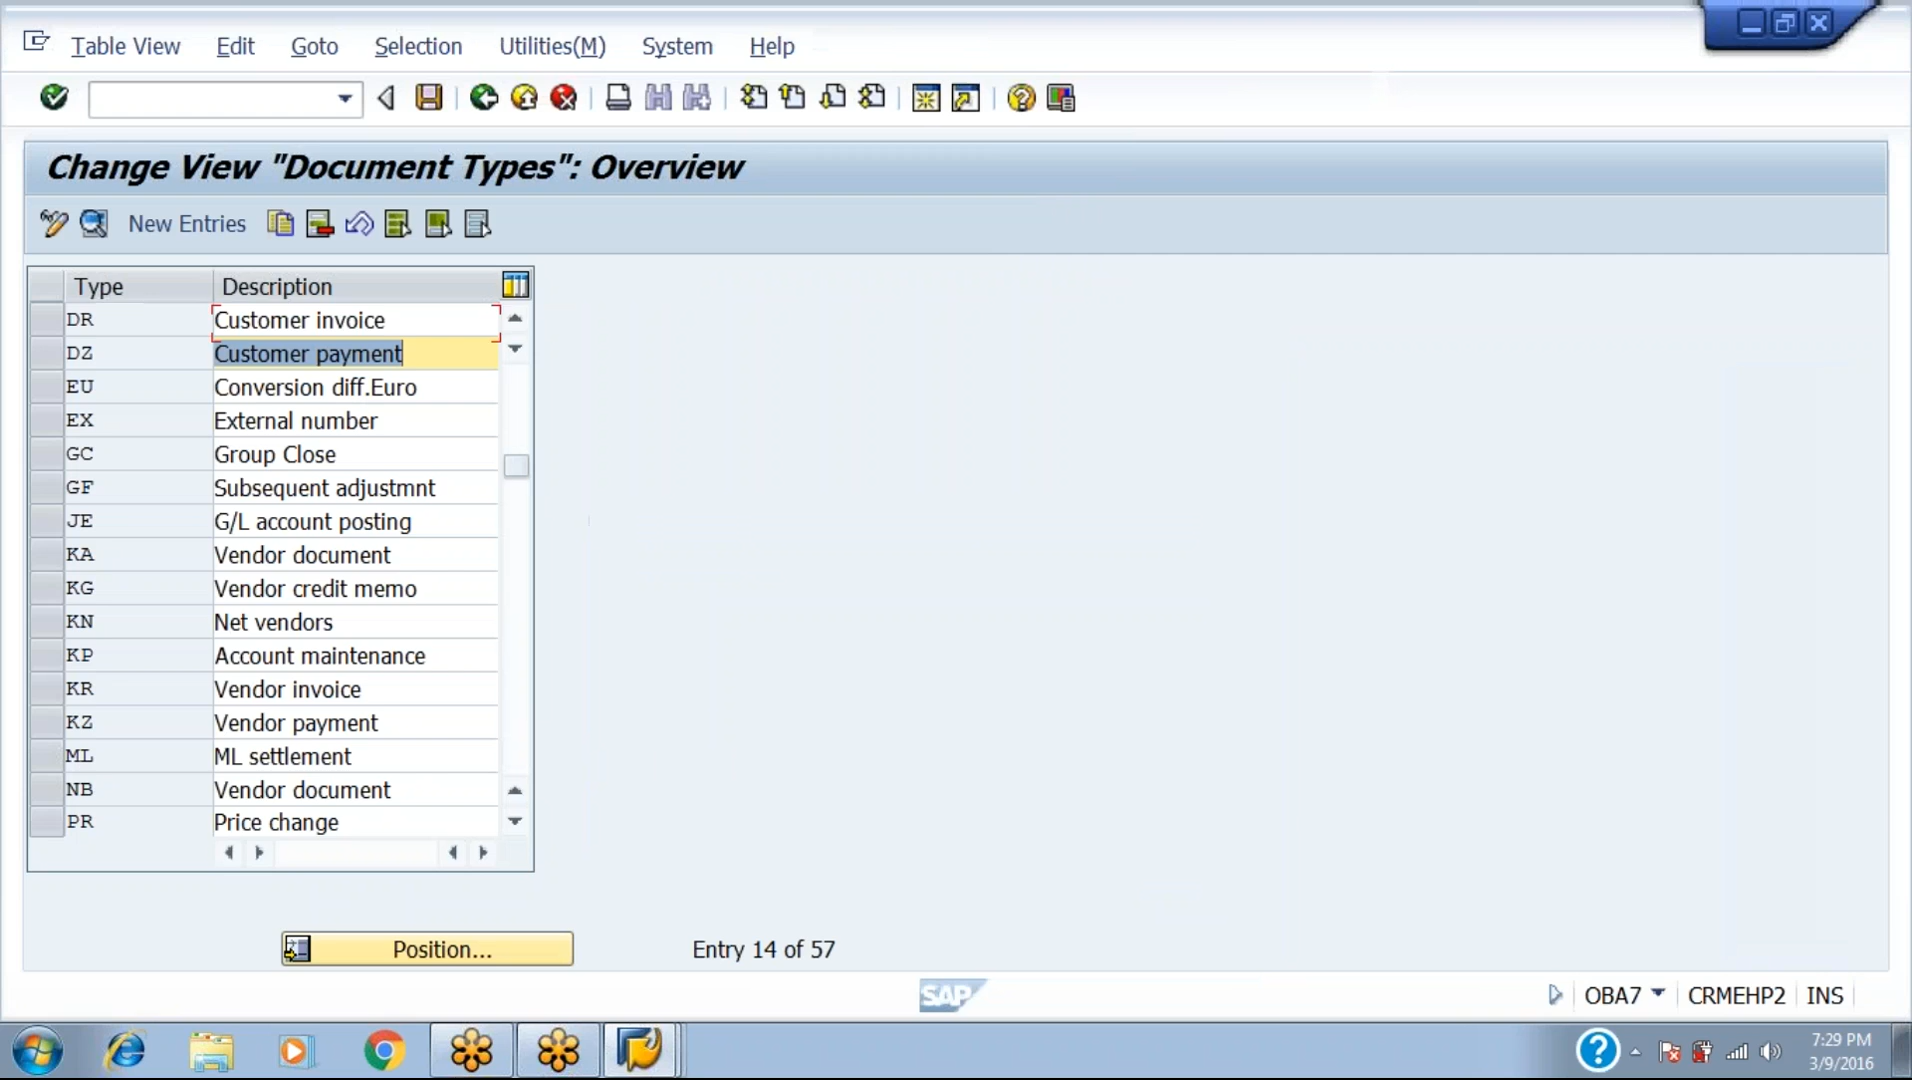 Table View Edit Goto Selection Utilities(M) System Help
Change View "Document Types": Overview
New Entries
Type Description
DR Customer invoice
DZ Customer payment
EU Conversion diff.Euro
EX External number
GC Group Close
GF Subsequent adjustmnt
JE G/L account posting
KA Vendor document
KG Vendor credit memo
KN Net vendors
KP Account maintenance
KR Vendor invoice
KZ Vendor payment
ML ML settlement
NB Vendor document
PR Price change
Position... Entry 14 of 57
SAP OBA7 CRMEHP2 INS
7:29 PM
3/9/2016